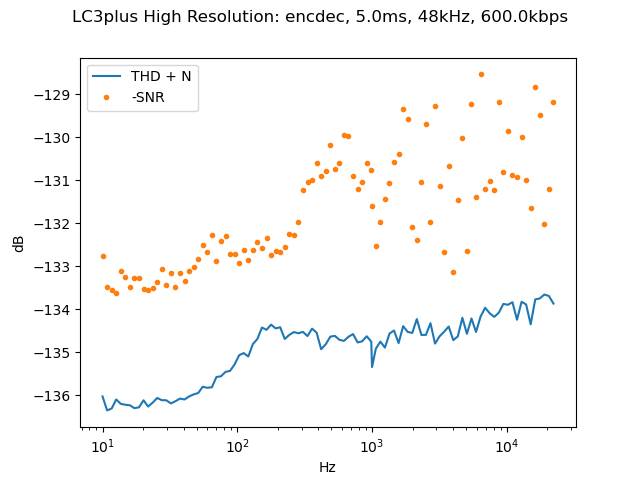 LC3plus High Resolution: encdec, 5.0ms, 48kHz, 600.0kbps
THD + N
-SNR
−129
−130
−131
−132
−133
−134
−135
−136
dB
10¹
10²
10³
10⁴
Hz